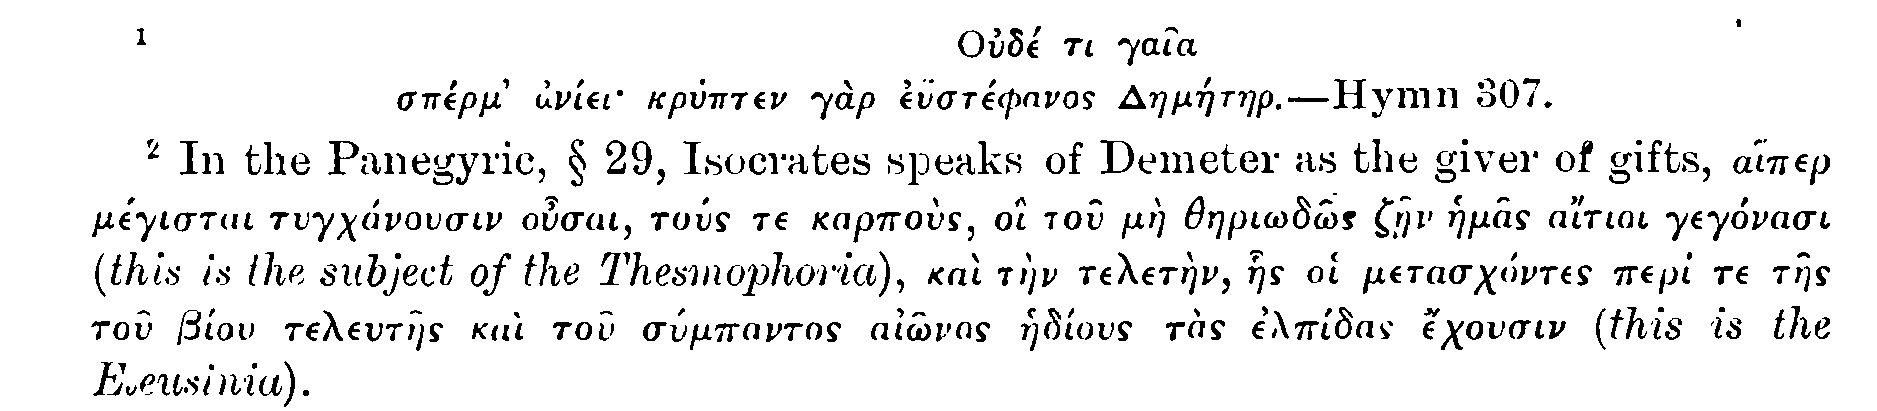 1 Οὐδέ τι γαῖα
σπέρμ' ἀνίει· κρύπτεν γὰρ ἐϋστέφανος Δημήτηρ.—Hymn 307.
2 In the Panegyric, § 29, Isocrates speaks of Demeter as the giver of gifts, αἵπερ
μέγισται τυγχάνουσιν οὖσαι, τούς τε καρποὺς, οἳ τοῦ μὴ θηριωδῶς ζῇν ἡμᾶς αἴτιοι γεγόνασι
(this is the subject of the Thesmophoria), καὶ τὴν τελετὴν, ἧς οἱ μετασχόντες περί τε τῆς
τοῦ βίου τελευτῆς καὶ τοῦ σύμπαντος αἰῶνος ἡδίους τὰς ἐλπίδας ἔχουσιν (this is the
Eleusinia).